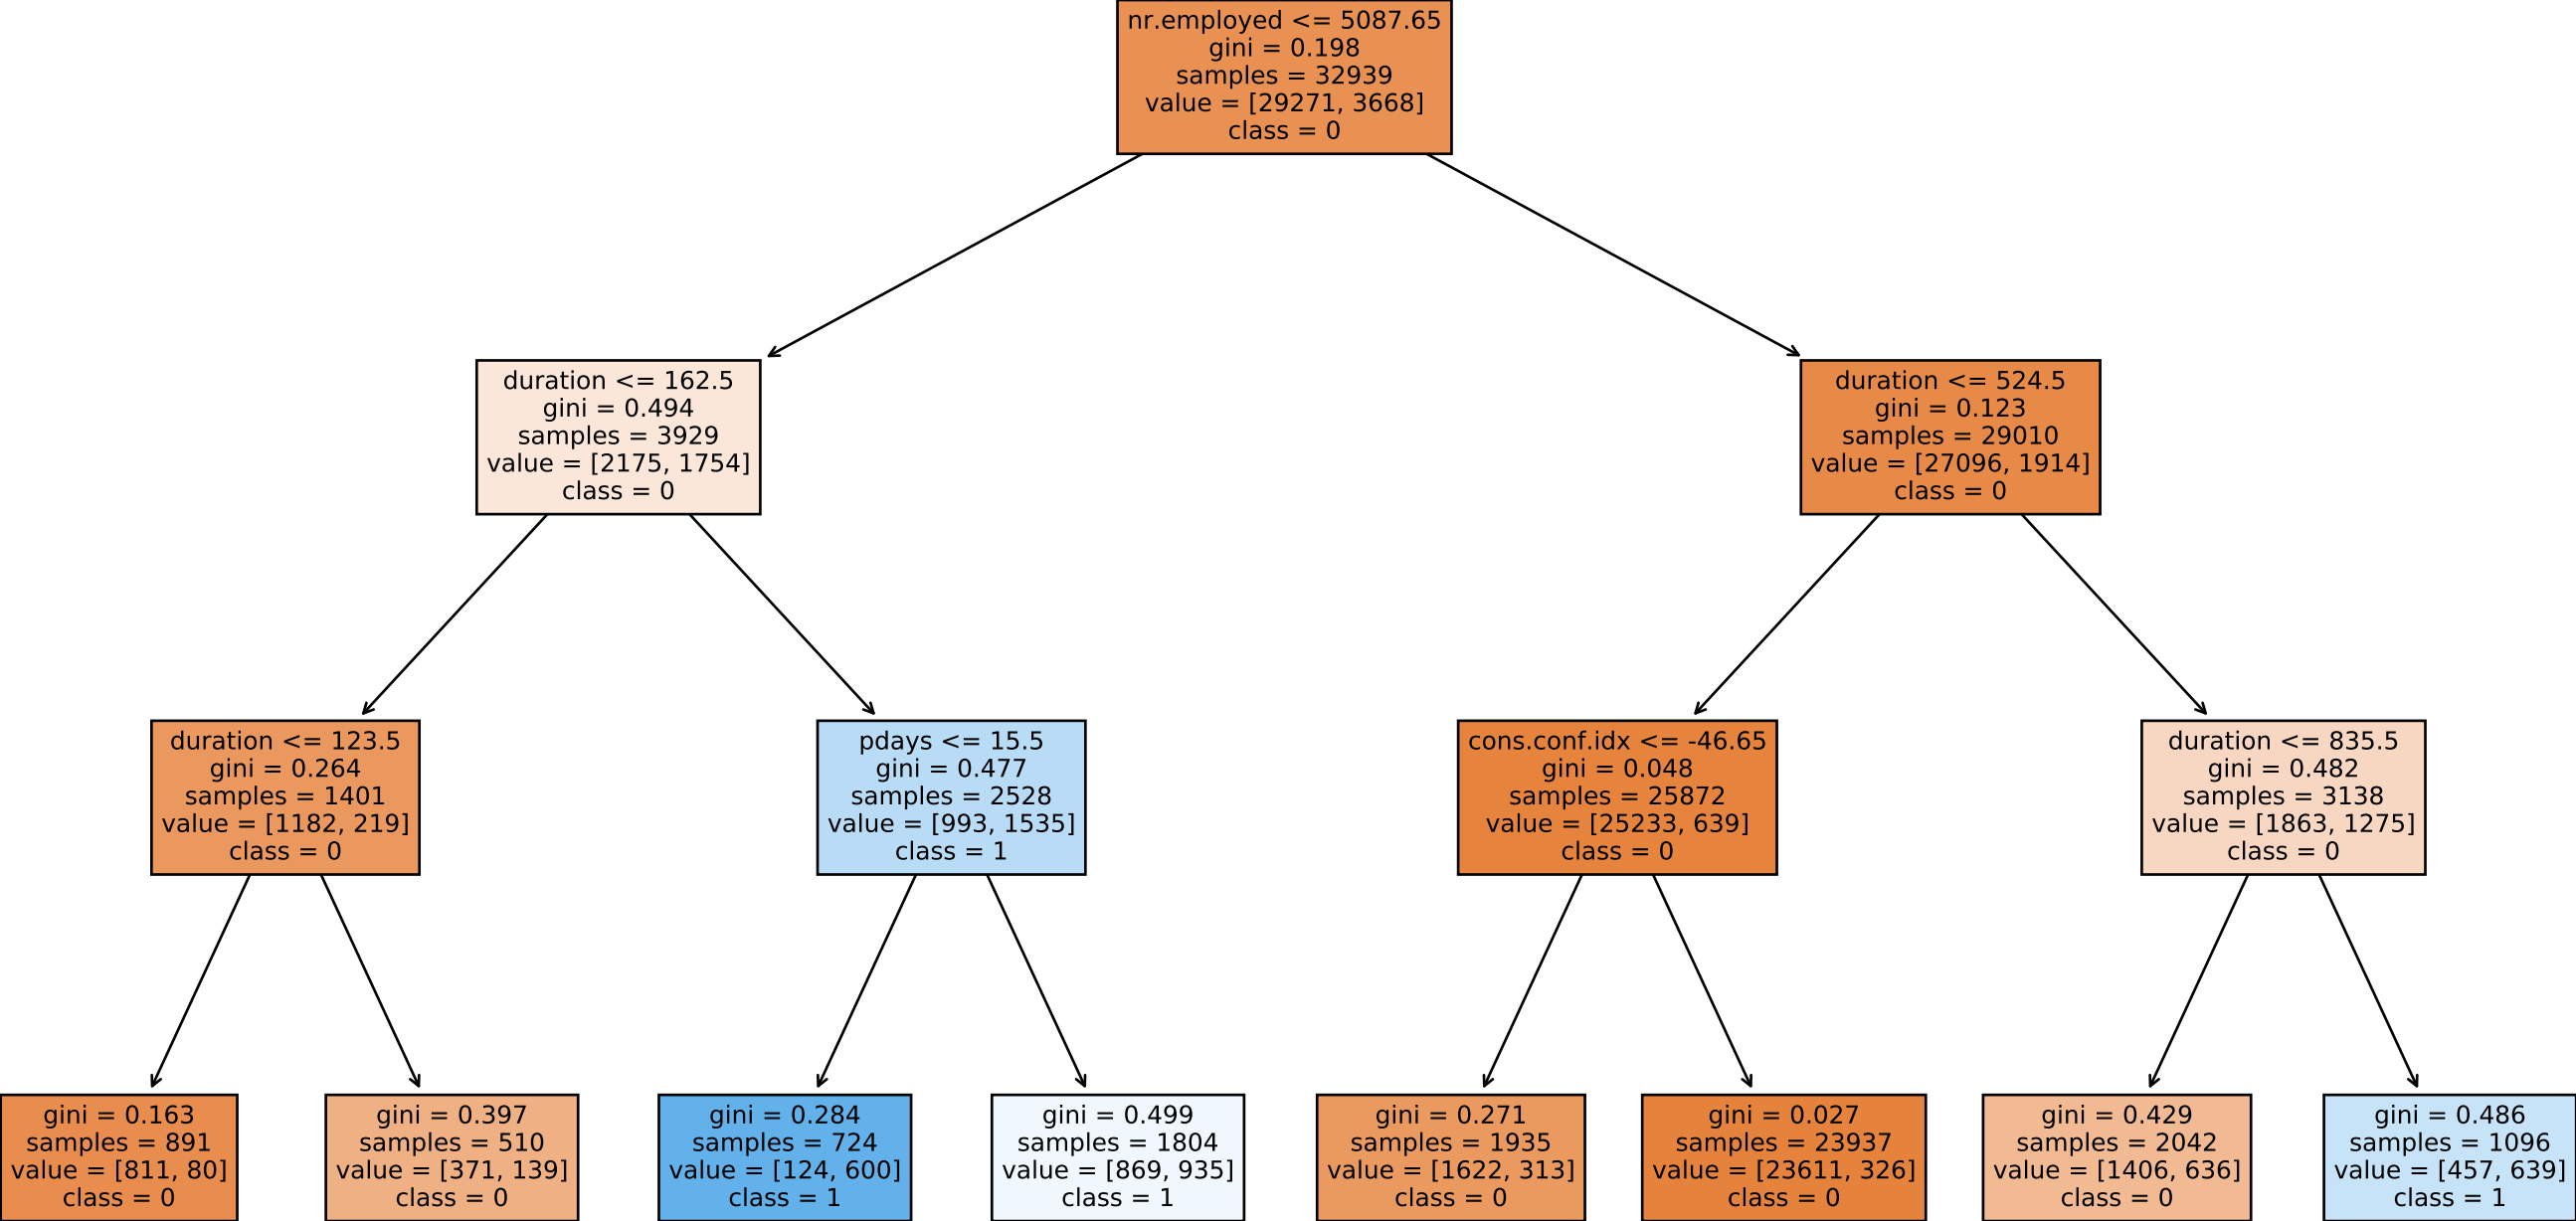 nr.employed <= 5087.65
gini = 0.198
samples = 32939
value = [29271, 3668]
class = 0
duration <= 162.5
gini = 0.494
samples = 3929
value = [2175, 1754]
class = 0
duration <= 524.5
gini = 0.123
samples = 29010
value = [27096, 1914]
class = 0
duration <= 123.5
gini = 0.264
samples = 1401
value = [1182, 219]
class = 0
pdays <= 15.5
gini = 0.477
samples = 2528
value = [993, 1535]
class = 1
cons.conf.idx <= -46.65
gini = 0.048
samples = 25872
value = [25233, 639]
class = 0
duration <= 835.5
gini = 0.482
samples = 3138
value = [1863, 1275]
class = 0
gini = 0.163
samples = 891
value = [811, 80]
class = 0
gini = 0.397
samples = 510
value = [371, 139]
class = 0
gini = 0.284
samples = 724
value = [124, 600]
class = 1
gini = 0.499
samples = 1804
value = [869, 935]
class = 1
gini = 0.271
samples = 1935
value = [1622, 313]
class = 0
gini = 0.027
samples = 23937
value = [23611, 326]
class = 0
gini = 0.429
samples = 2042
value = [1406, 636]
class = 0
gini = 0.486
samples = 1096
value = [457, 639]
class = 1